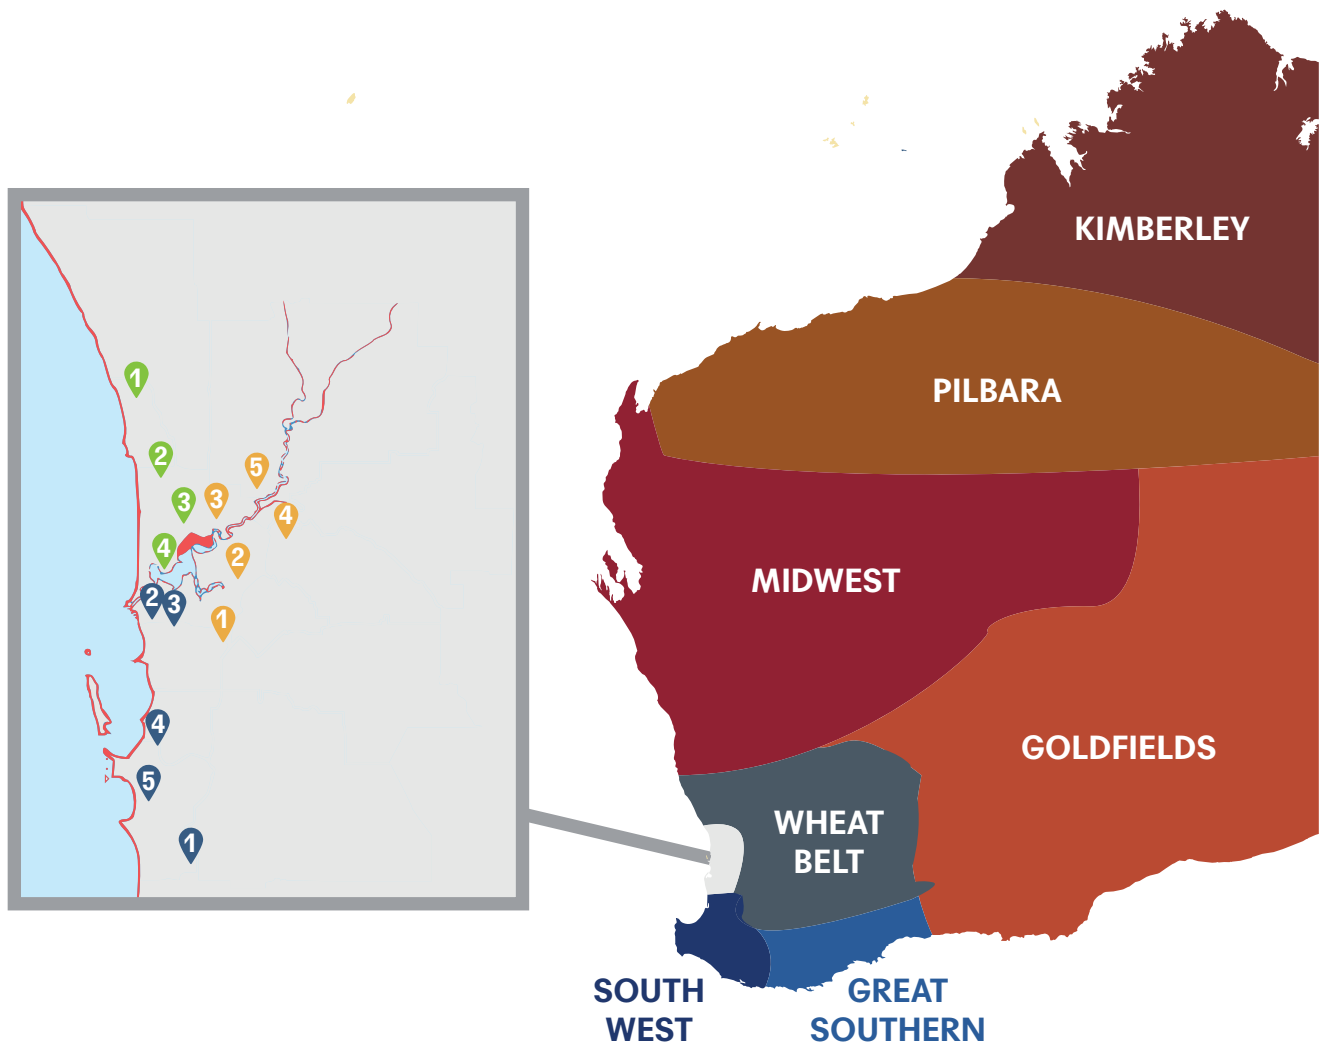 KIMBERLEY
PILBARA
MIDWEST
GOLDFIELDS
WHEAT
BELT
SOUTH
WEST
GREAT
SOUTHERN
1
2
5
3
3
4
4
2
2
3
1
4
5
1